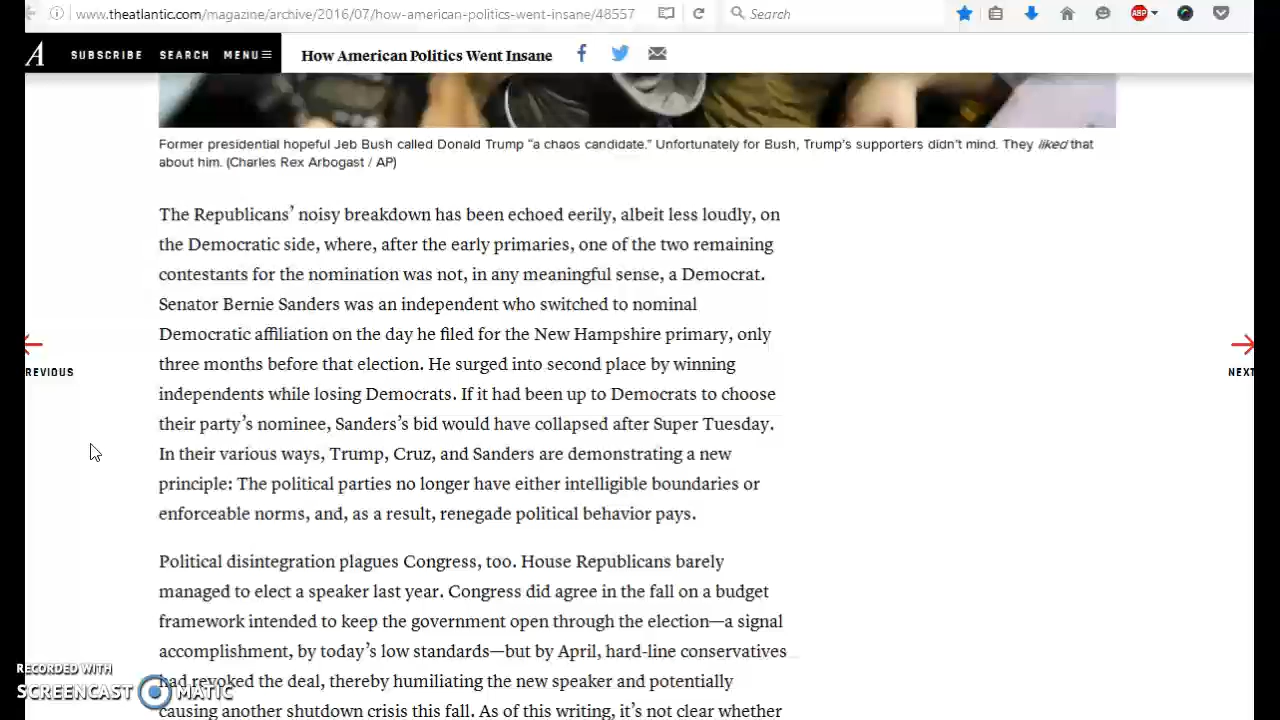 www.theatlantic.com/magazine/archive/2016/07/how-american-politics-went-insane/48557
Search
ABP
A SUBSCRIBE SEARCH MENU
How American Politics Went Insane
Former presidential hopeful Jeb Bush called Donald Trump “a chaos candidate.” Unfortunately for Bush, Trump’s supporters didn’t mind. They liked that
about him. (Charles Rex Arbogast / AP)
The Republicans’ noisy breakdown has been echoed eerily, albeit less loudly, on
the Democratic side, where, after the early primaries, one of the two remaining
contestants for the nomination was not, in any meaningful sense, a Democrat.
Senator Bernie Sanders was an independent who switched to nominal
Democratic affiliation on the day he filed for the New Hampshire primary, only
three months before that election. He surged into second place by winning
independents while losing Democrats. If it had been up to Democrats to choose
their party’s nominee, Sanders’s bid would have collapsed after Super Tuesday.
In their various ways, Trump, Cruz, and Sanders are demonstrating a new
principle: The political parties no longer have either intelligible boundaries or
enforceable norms, and, as a result, renegade political behavior pays.
REVIOUS
NEXT
Political disintegration plagues Congress, too. House Republicans barely
managed to elect a speaker last year. Congress did agree in the fall on a budget
framework intended to keep the government open through the election—a signal
accomplishment, by today’s low standards—but by April, hard-line conservatives
had revoked the deal, thereby humiliating the new speaker and potentially
causing another shutdown crisis this fall. As of this writing, it’s not clear whether
RECORDED WITH
SCREENCAST MATIC